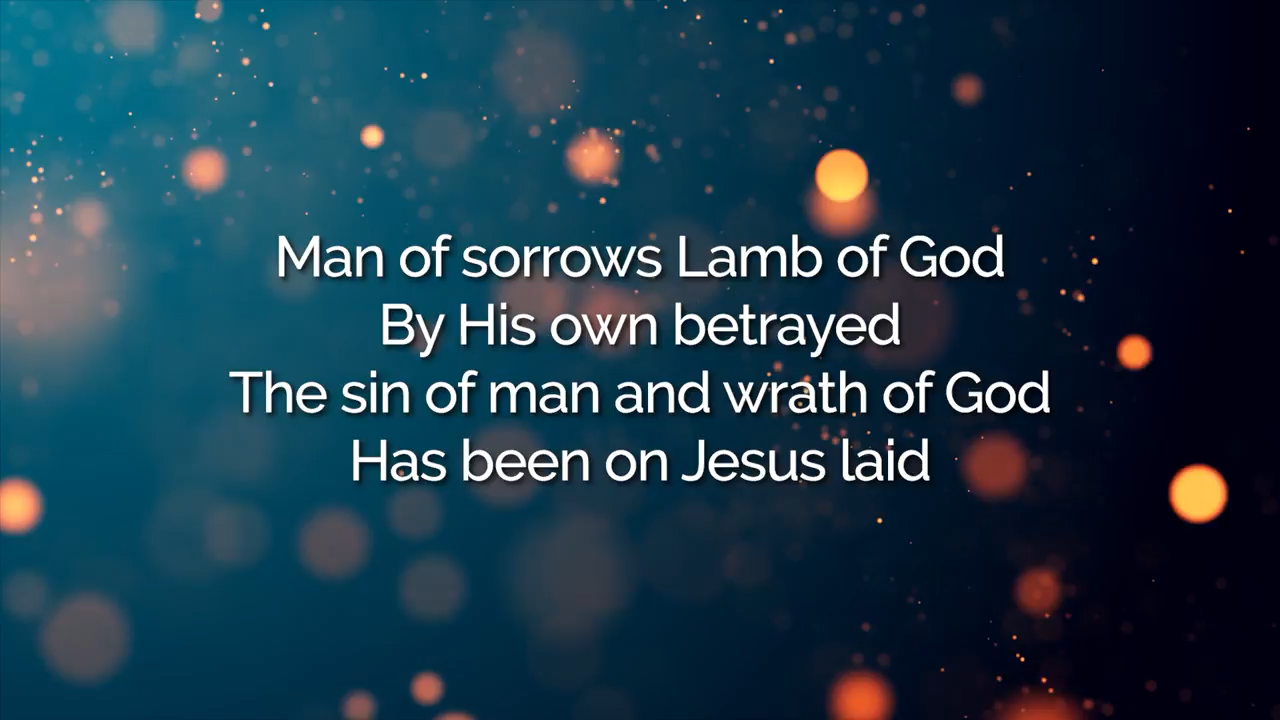 Man of sorrows Lamb of God
By His own betrayed
The sin of man and wrath of God
Has been on Jesus laid